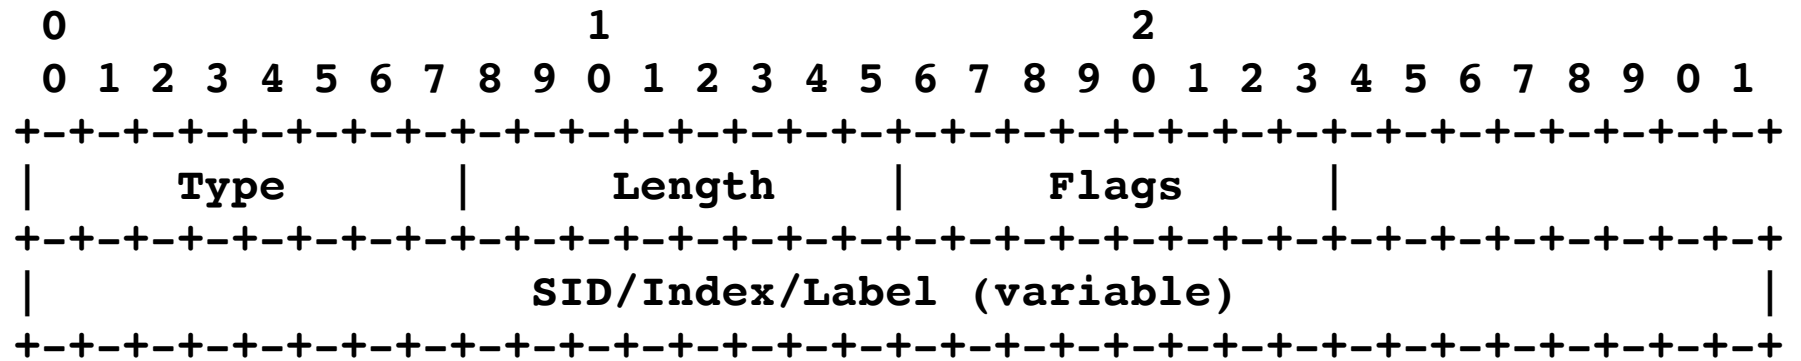 0                   1                   2
 0 1 2 3 4 5 6 7 8 9 0 1 2 3 4 5 6 7 8 9 0 1 2 3 4 5 6 7 8 9 0 1
+-+-+-+-+-+-+-+-+-+-+-+-+-+-+-+-+-+-+-+-+-+-+-+-+-+-+-+-+-+-+-+-+
|     Type      |     Length    |     Flags     |
+-+-+-+-+-+-+-+-+-+-+-+-+-+-+-+-+-+-+-+-+-+-+-+-+-+-+-+-+-+-+-+-+
|                  SID/Index/Label (variable)                   |
+-+-+-+-+-+-+-+-+-+-+-+-+-+-+-+-+-+-+-+-+-+-+-+-+-+-+-+-+-+-+-+-+